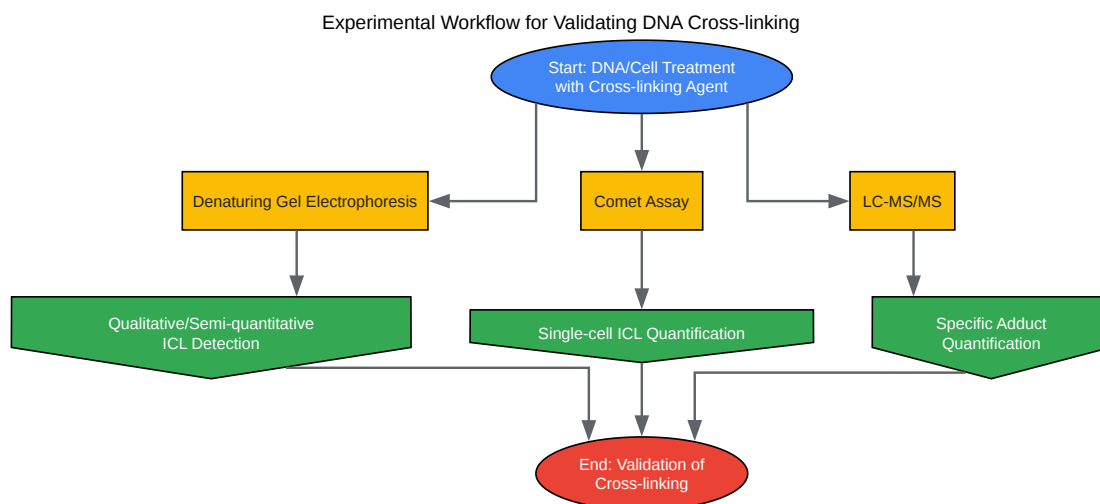 Experimental Workflow for Validating DNA Cross-linking
Start: DNA/Cell Treatment
with Cross-linking Agent
Denaturing Gel Electrophoresis
Comet Assay
LC-MS/MS
Qualitative/Semi-quantitative
ICL Detection
Single-cell ICL Quantification
Specific Adduct
Quantification
End: Validation of
Cross-linking